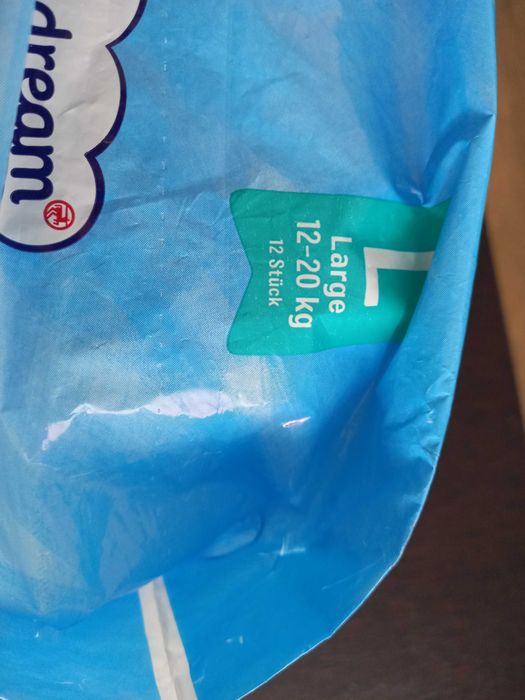 dream
L
Large
12-20 kg
12 Stück